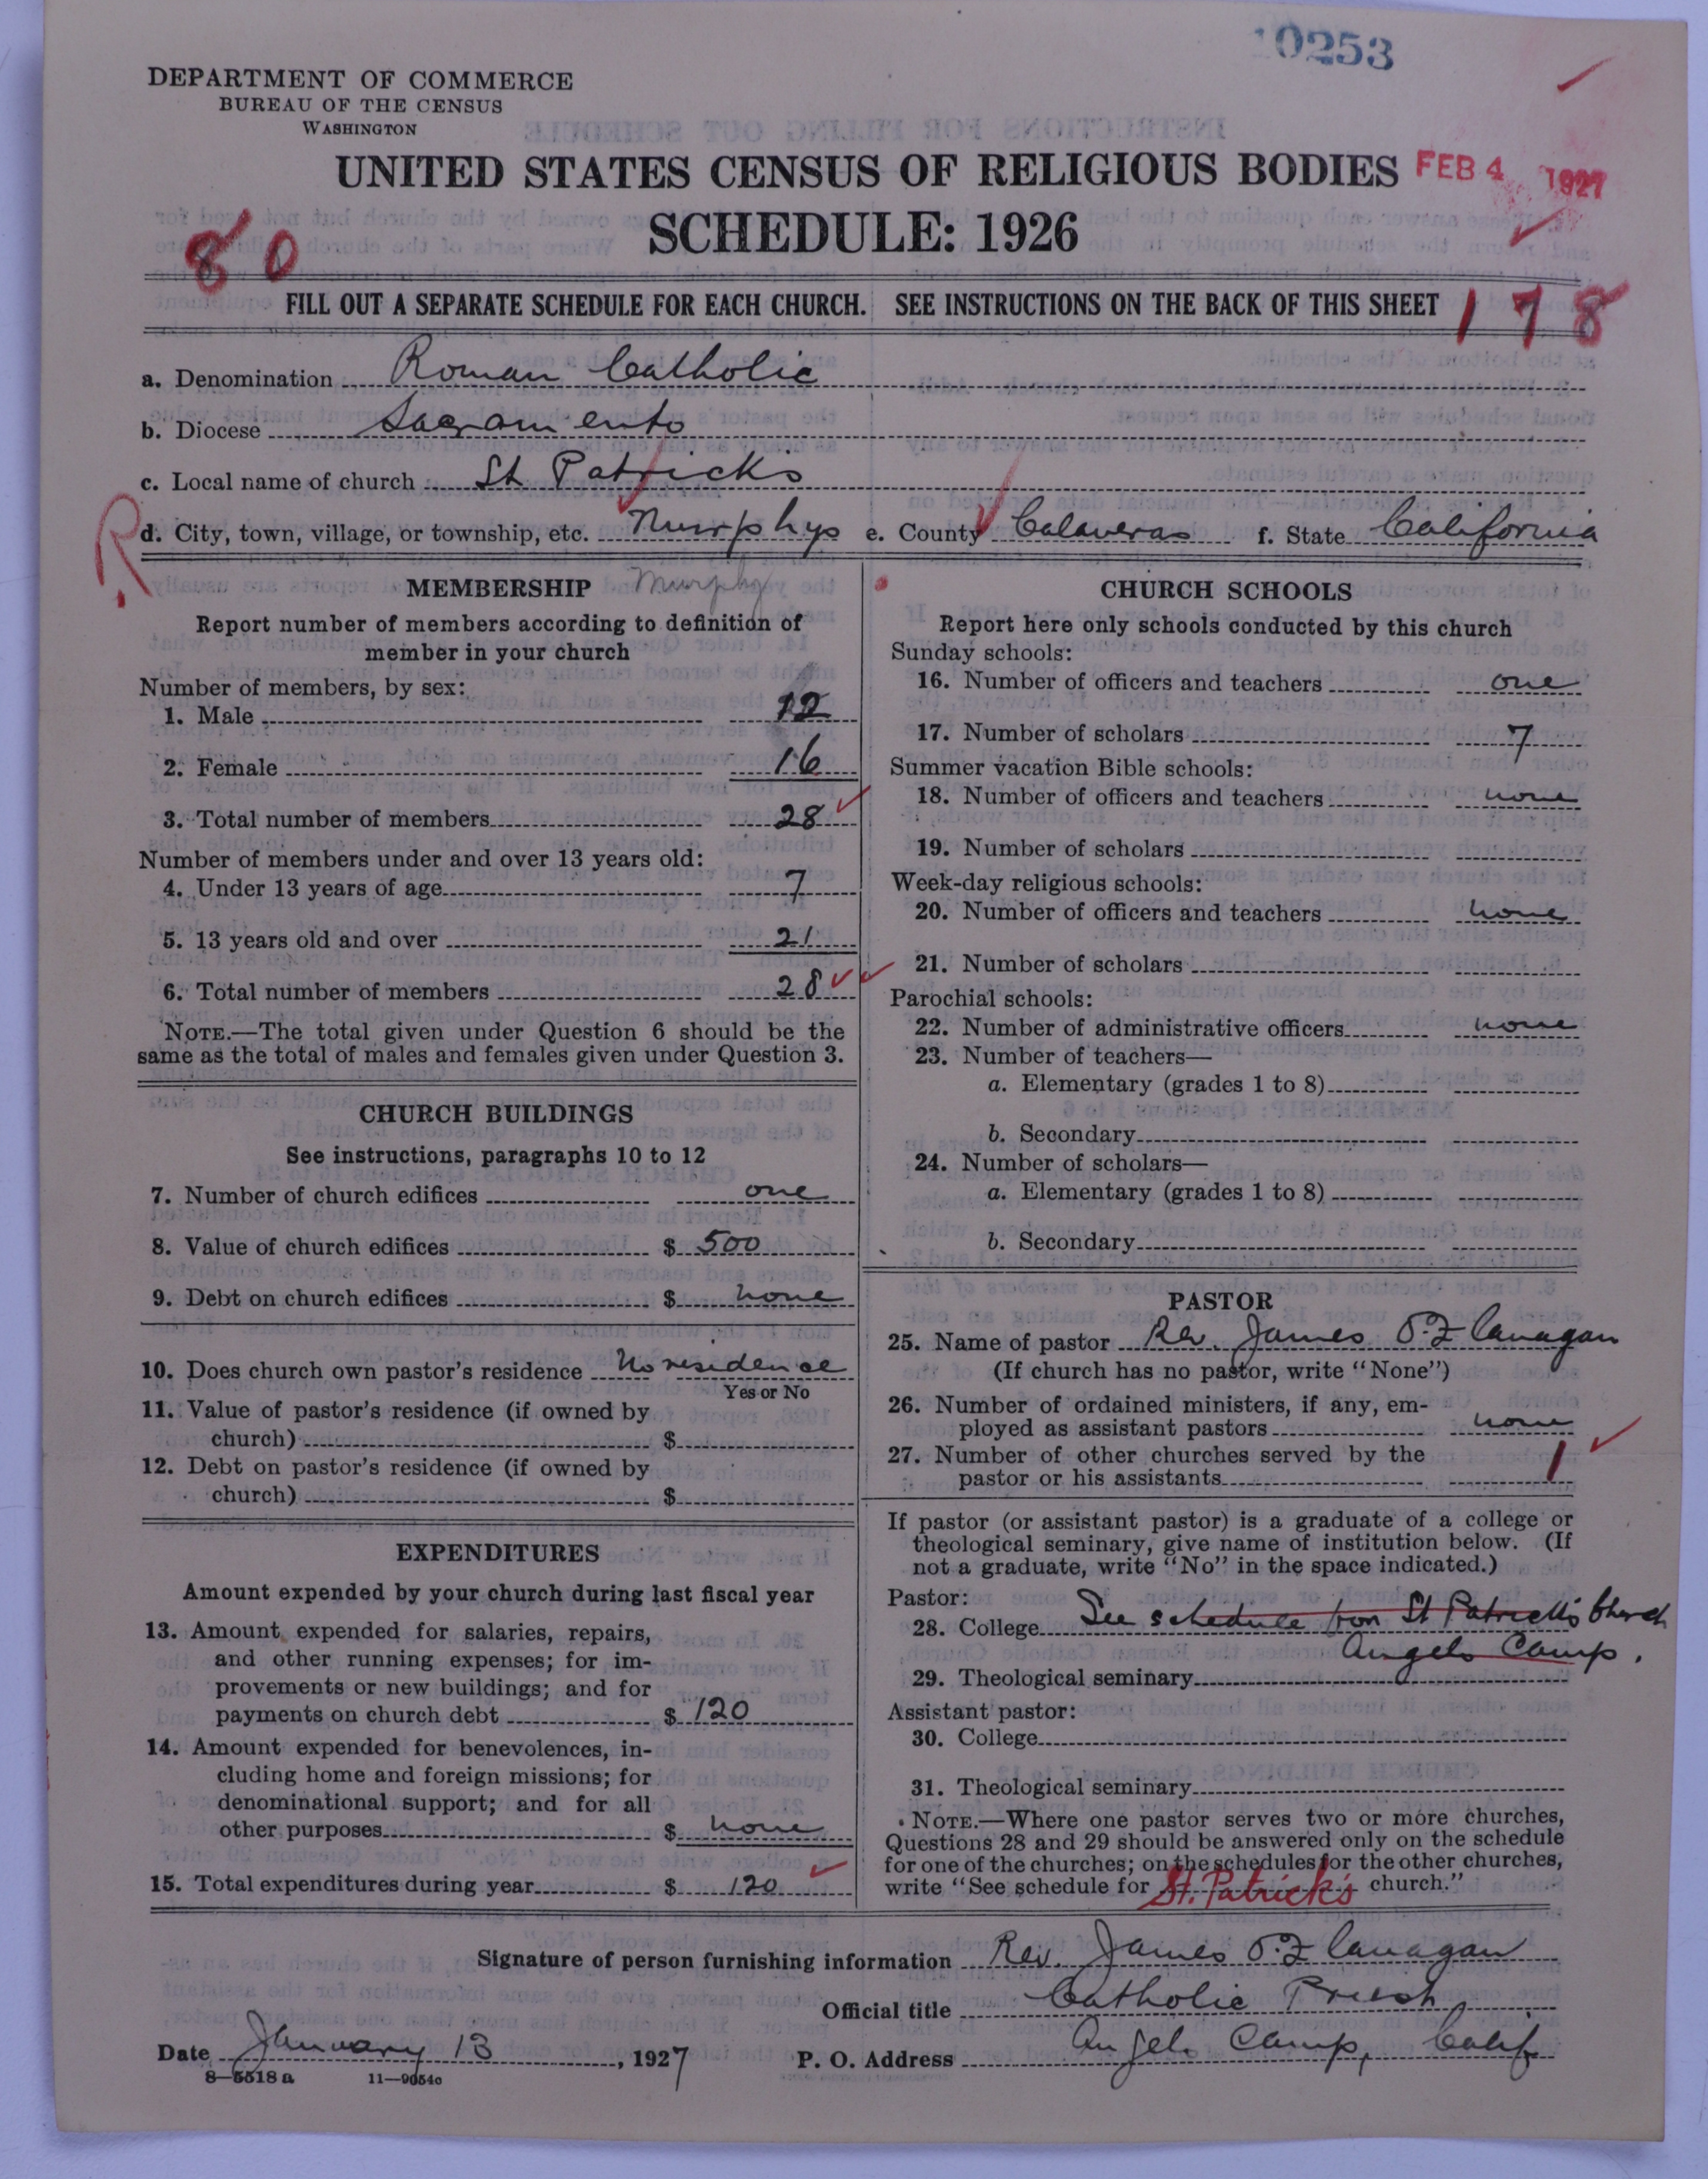 10253
DEPARTMENT OF COMMERCE
BUREAU OF THE CENSUS
WASHINGTON
UNITED STATES CENSUS OF RELIGIOUS BODIES FEB 4 1927
SCHEDULE: 1926
80
FILL OUT A SEPARATE SCHEDULE FOR EACH CHURCH. SEE INSTRUCTIONS ON THE BACK OF THIS SHEET 178
a. Denomination Roman Catholic
b. Diocese Sacramento
c. Local name of church St Patricks
R d. City, town, village, or township, etc. Murphys e. County Calaveras f. State California
MEMBERSHIP Murphy
Report number of members according to definition of
member in your church
Number of members, by sex:
1. Male 12
2. Female 16
3. Total number of members 28
Number of members under and over 13 years old:
4. Under 13 years of age 7
5. 13 years old and over 21
6. Total number of members 28
NOTE.—The total given under Question 6 should be the
same as the total of males and females given under Question 3.
CHURCH BUILDINGS
See instructions, paragraphs 10 to 12
7. Number of church edifices one
8. Value of church edifices $ 500
9. Debt on church edifices $ none
10. Does church own pastor's residence No residence
Yes or No
11. Value of pastor's residence (if owned by
church) $
12. Debt on pastor's residence (if owned by
church) $
EXPENDITURES
Amount expended by your church during last fiscal year
13. Amount expended for salaries, repairs,
and other running expenses; for im-
provements or new buildings; and for
payments on church debt $ 120
14. Amount expended for benevolences, in-
cluding home and foreign missions; for
denominational support; and for all
other purposes $ none
15. Total expenditures during year $ 120
CHURCH SCHOOLS
Report here only schools conducted by this church
Sunday schools:
16. Number of officers and teachers one
17. Number of scholars 7
Summer vacation Bible schools:
18. Number of officers and teachers none
19. Number of scholars
Week-day religious schools:
20. Number of officers and teachers none
21. Number of scholars
Parochial schools:
22. Number of administrative officers none
23. Number of teachers—
a. Elementary (grades 1 to 8)
b. Secondary
24. Number of scholars—
a. Elementary (grades 1 to 8)
b. Secondary
PASTOR
25. Name of pastor Rev. James O'Flanagan
(If church has no pastor, write "None")
26. Number of ordained ministers, if any, em-
ployed as assistant pastors none
27. Number of other churches served by the
pastor or his assistants 1
If pastor (or assistant pastor) is a graduate of a college or
theological seminary, give name of institution below. (If
not a graduate, write "No" in the space indicated.)
Pastor:
28. College See schedule for St Patrick's Church
Angels Camp.
29. Theological seminary
Assistant pastor:
30. College
31. Theological seminary
NOTE.—Where one pastor serves two or more churches,
Questions 28 and 29 should be answered only on the schedule
for one of the churches; on the schedules for the other churches,
write "See schedule for St. Patrick's church."
Signature of person furnishing information Rev. James O'Flanagan
Official title Catholic Priest
Date January 13, 1927 P. O. Address Angels Camp, Calif
8—5518 a 11—9054c